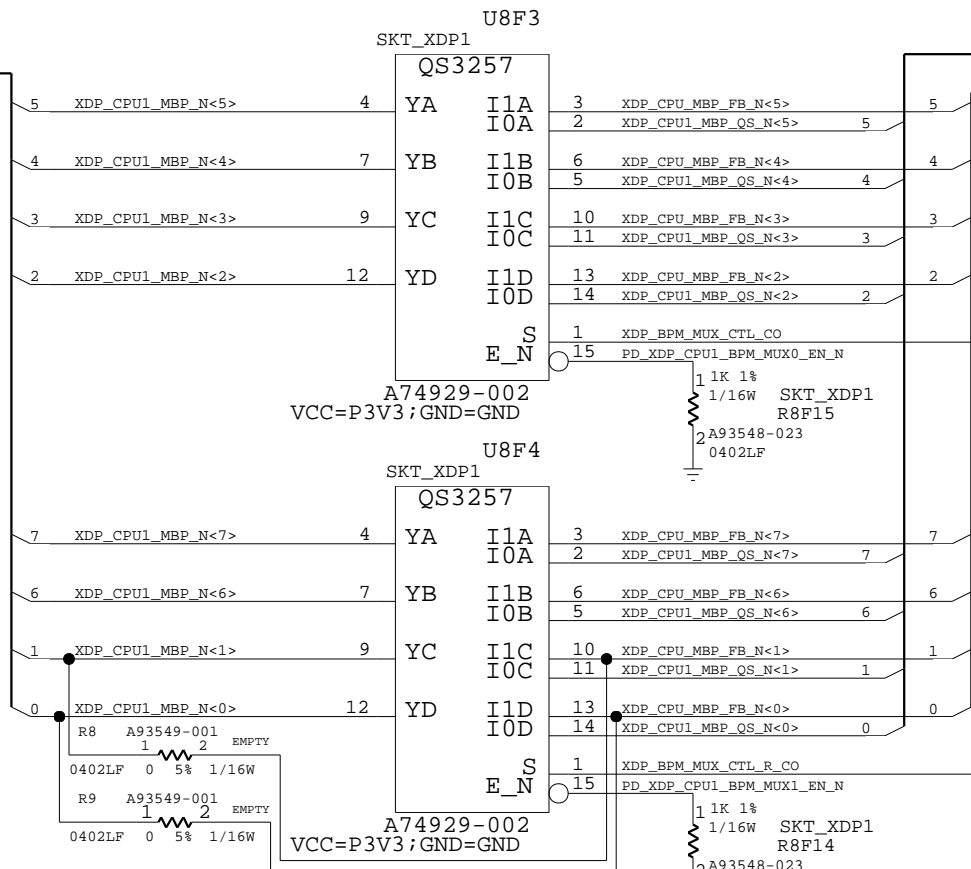 U8F3
SKT_XDP1
QS3257
5 XDP_CPU1_MBP_N<5> 4 YA I1A 3 XDP_CPU_MBP_FB_N<5> 5
I0A 2 XDP_CPU1_MBP_QS_N<5> 5
4 XDP_CPU1_MBP_N<4> 7 YB I1B 6 XDP_CPU_MBP_FB_N<4> 4
I0B 5 XDP_CPU1_MBP_QS_N<4> 4
3 XDP_CPU1_MBP_N<3> 9 YC I1C 10 XDP_CPU_MBP_FB_N<3> 3
I0C 11 XDP_CPU1_MBP_QS_N<3> 3
2 XDP_CPU1_MBP_N<2> 12 YD I1D 13 XDP_CPU_MBP_FB_N<2> 2
I0D 14 XDP_CPU1_MBP_QS_N<2> 2
S 1 XDP_BPM_MUX_CTL_CO
E_N 15 PD_XDP_CPU1_BPM_MUX0_EN_N
1 1K 1%
A74929-002 1/16W SKT_XDP1
VCC=P3V3;GND=GND R8F15
2 A93548-023
0402LF
U8F4
SKT_XDP1
QS3257
7 XDP_CPU1_MBP_N<7> 4 YA I1A 3 XDP_CPU_MBP_FB_N<7> 7
I0A 2 XDP_CPU1_MBP_QS_N<7> 7
6 XDP_CPU1_MBP_N<6> 7 YB I1B 6 XDP_CPU_MBP_FB_N<6> 6
I0B 5 XDP_CPU1_MBP_QS_N<6> 6
1 XDP_CPU1_MBP_N<1> 9 YC I1C 10 XDP_CPU_MBP_FB_N<1> 1
I0C 11 XDP_CPU1_MBP_QS_N<1> 1
0 XDP_CPU1_MBP_N<0> 12 YD I1D 13 XDP_CPU_MBP_FB_N<0> 0
I0D 14 XDP_CPU1_MBP_QS_N<0> 0
R8 A93549-001
1 2 EMPTY
0402LF 0 5% 1/16W
S 1 XDP_BPM_MUX_CTL_R_CO
E_N 15 PD_XDP_CPU1_BPM_MUX1_EN_N
R9 A93549-001
1 2 EMPTY
0402LF 0 5% 1/16W
1 1K 1%
A74929-002 1/16W SKT_XDP1
VCC=P3V3;GND=GND R8F14
2 A93548-023